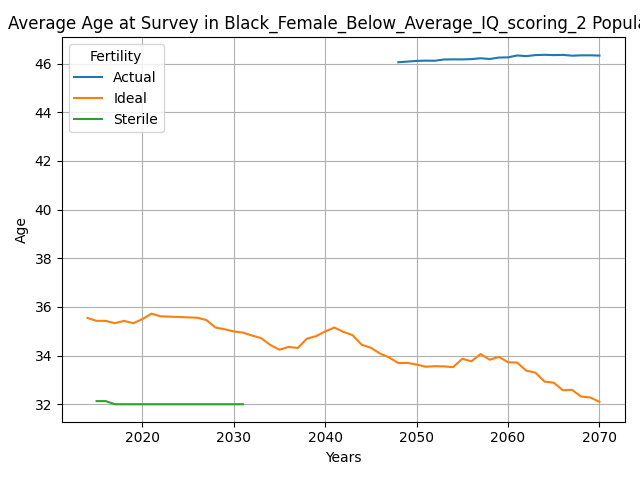 Average Age at Survey in Black_Female_Below_Average_IQ_scoring_2 Popula
Fertility
Actual
Ideal
Sterile
46
44
42
40
38
36
34
32
Age
2020 2030 2040 2050 2060 2070
Years